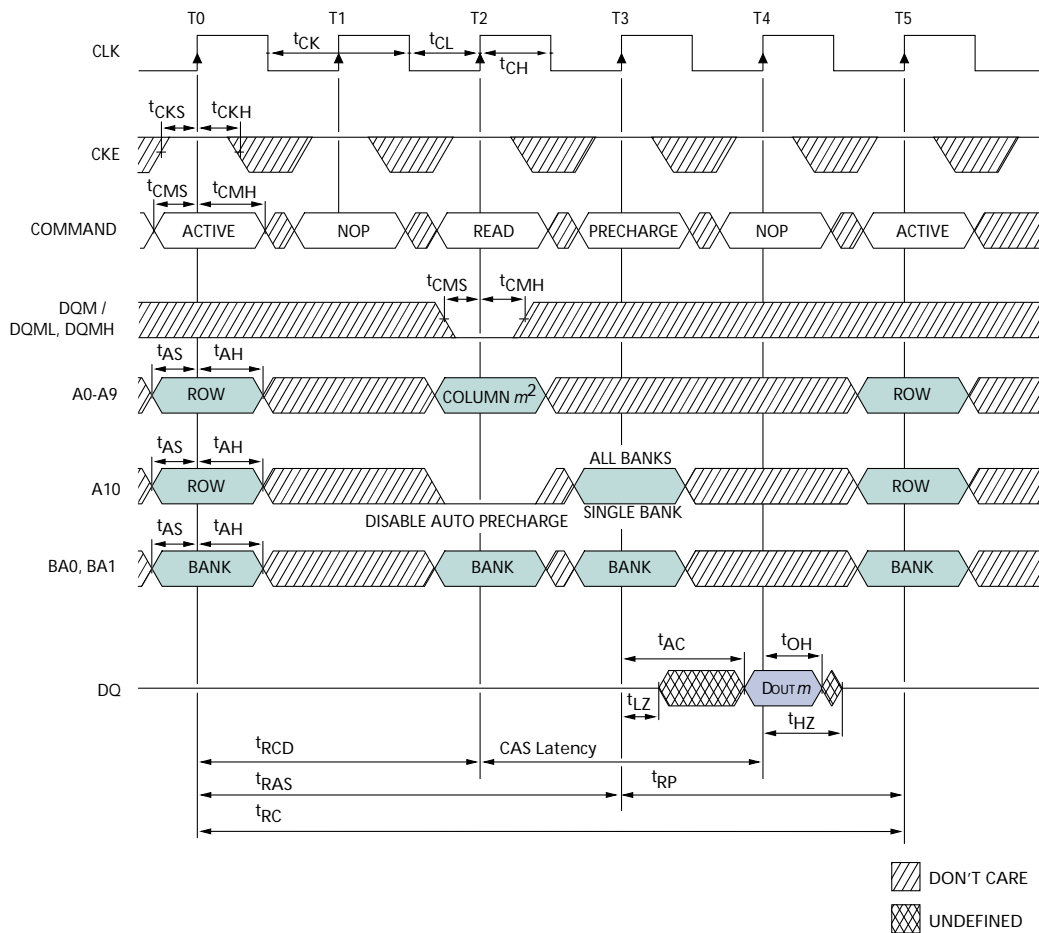 T0 T1 T2 T3 T4 T5
CLK
tCK tCL
tCH
tCKS tCKH
CKE
tCMS tCMH
COMMAND ACTIVE NOP READ PRECHARGE NOP ACTIVE
tCMS tCMH
DQM /
DQML, DQMH
tAS tAH
A0-A9 ROW COLUMN m2 ROW
tAS tAH
ALL BANKS
A10 ROW ROW
DISABLE AUTO PRECHARGE SINGLE BANK
tAS tAH
BA0, BA1 BANK BANK BANK BANK
tAC tOH
DQ DOUT m
tLZ tHZ
tRCD CAS Latency
tRAS tRP
tRC
DON'T CARE
UNDEFINED